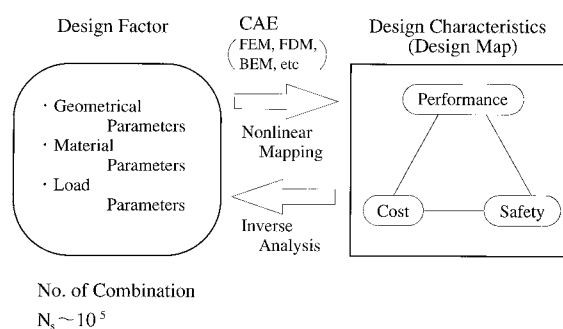 Design Factor
CAE
(FEM, FDM,
BEM, etc)
Design Characteristics
(Design Map)
· Geometrical
Parameters
· Material
Parameters
· Load
Parameters
Nonlinear
Mapping
Inverse
Analysis
Performance
Cost
Safety
No. of Combination
Ns ~ 10 5